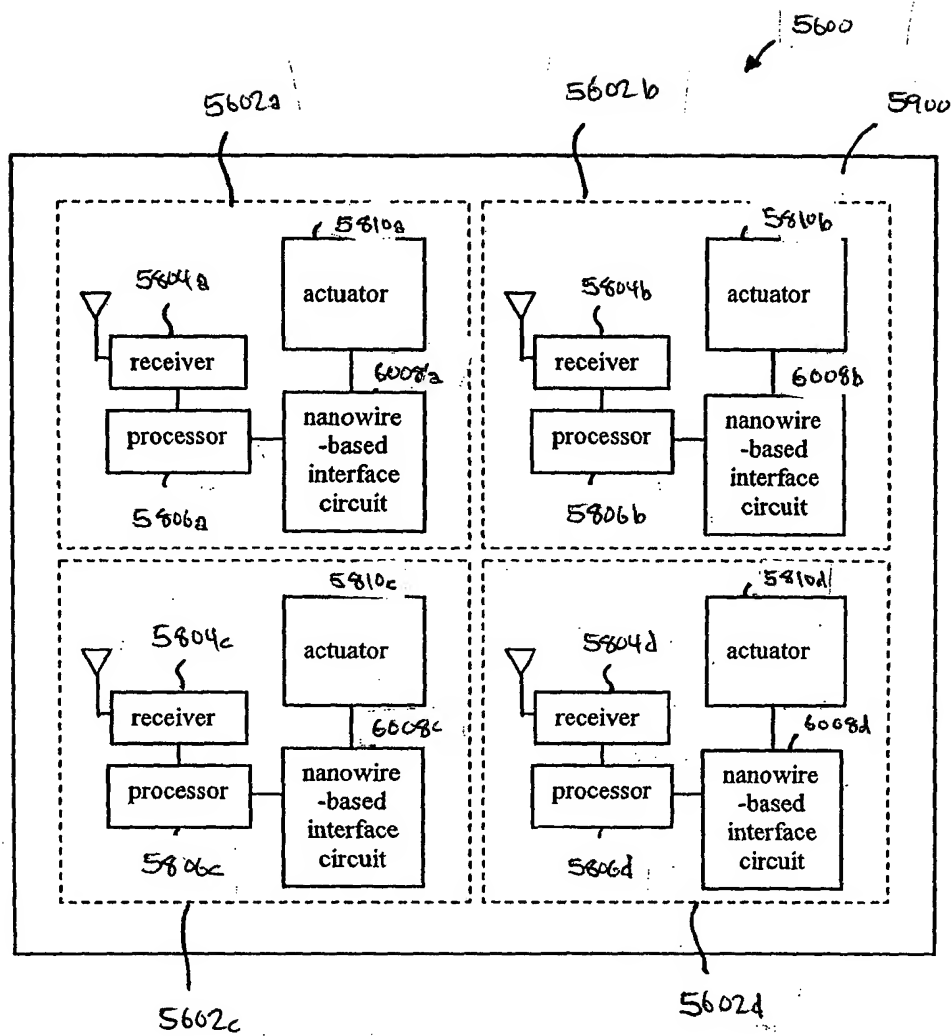 5600
5602a
5602b
5900
5810a
5810b
5804a
actuator
5804b
actuator
receiver
6008a
receiver
6008b
processor
nanowire
-based
interface
circuit
processor
nanowire
-based
interface
circuit
5806a
5806b
5810c
5810d
5804c
actuator
5804d
actuator
receiver
6008c
receiver
6008d
processor
nanowire
-based
interface
circuit
processor
nanowire
-based
interface
circuit
5806c
5806d
5602c
5602d